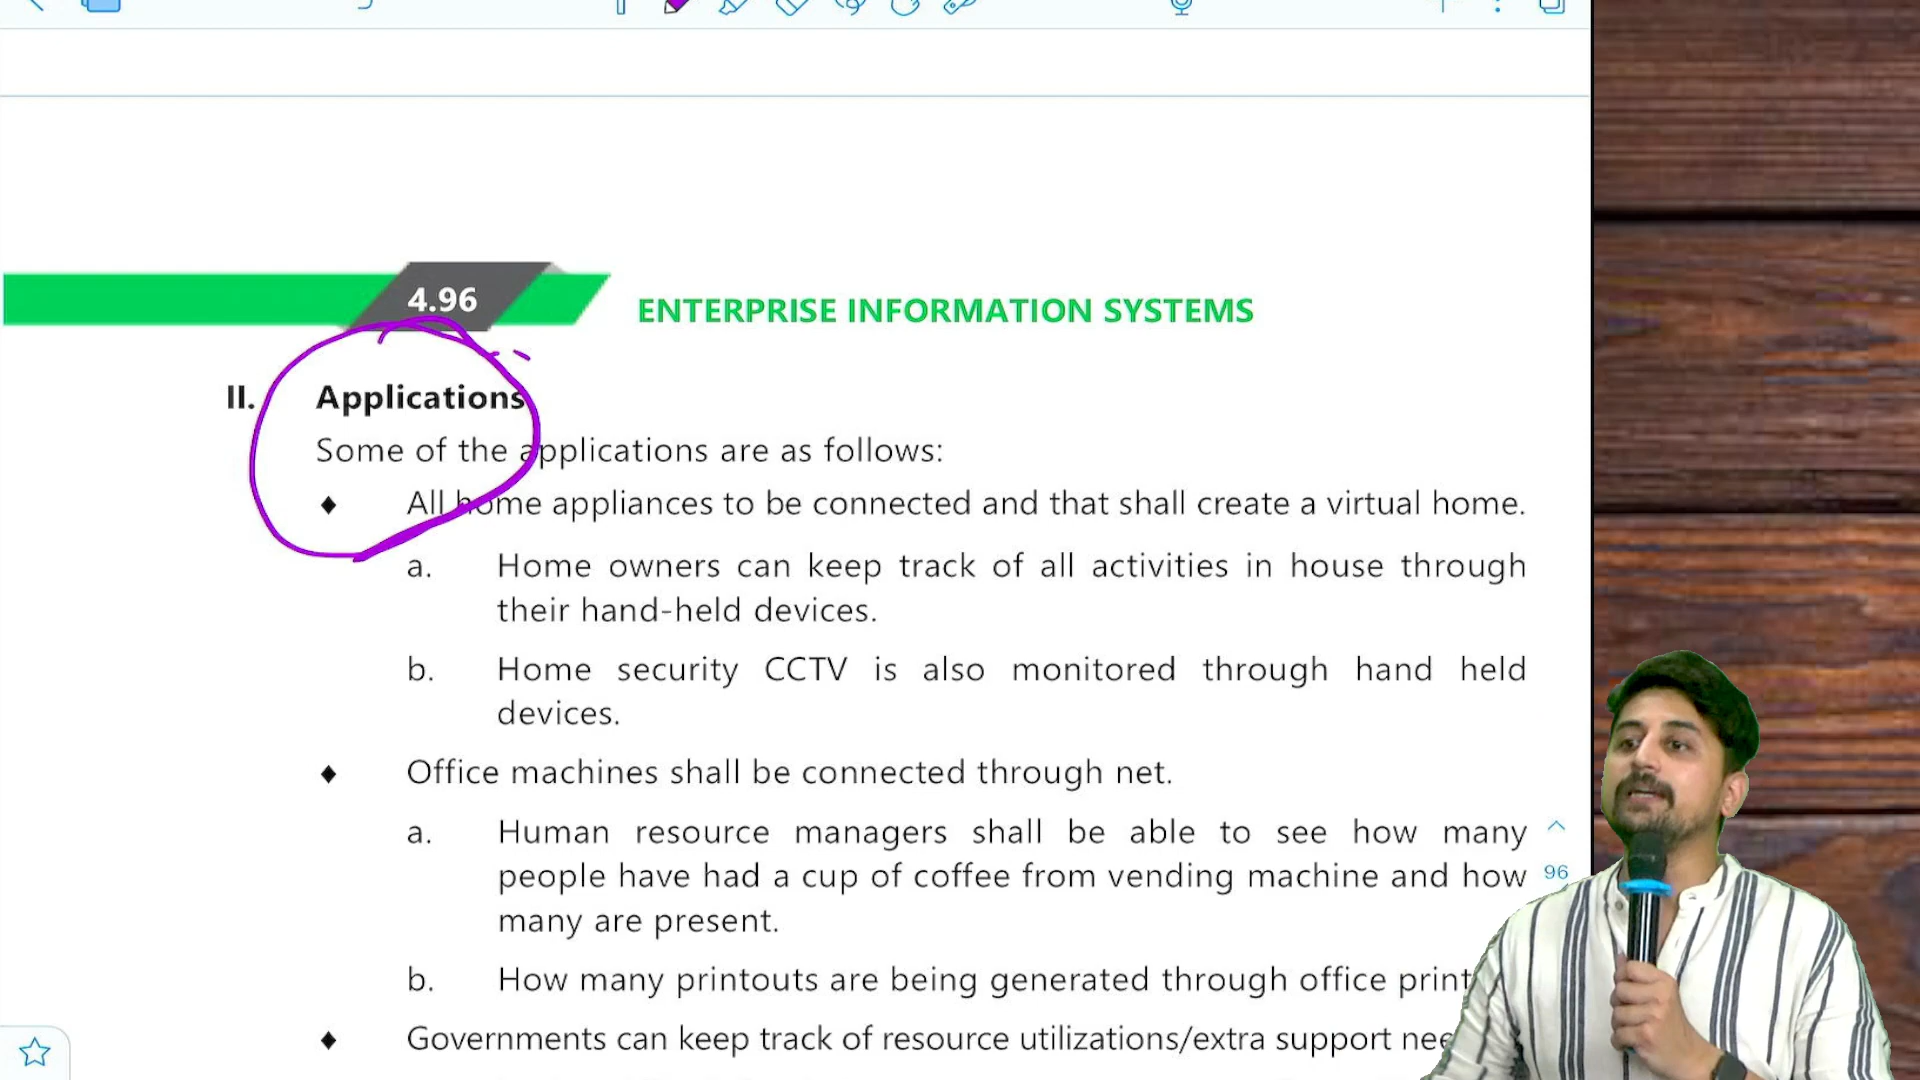 4.96
ENTERPRISE INFORMATION SYSTEMS
II. Applications
Some of the applications are as follows:
♦ All home appliances to be connected and that shall create a virtual home.
a. Home owners can keep track of all activities in house through
their hand-held devices.
b. Home security CCTV is also monitored through hand held
devices.
♦ Office machines shall be connected through net.
a. Human resource managers shall be able to see how many
people have had a cup of coffee from vending machine and how
many are present.
96
b. How many printouts are being generated through office
♦ Governments can keep track of resource utilizations/extra support